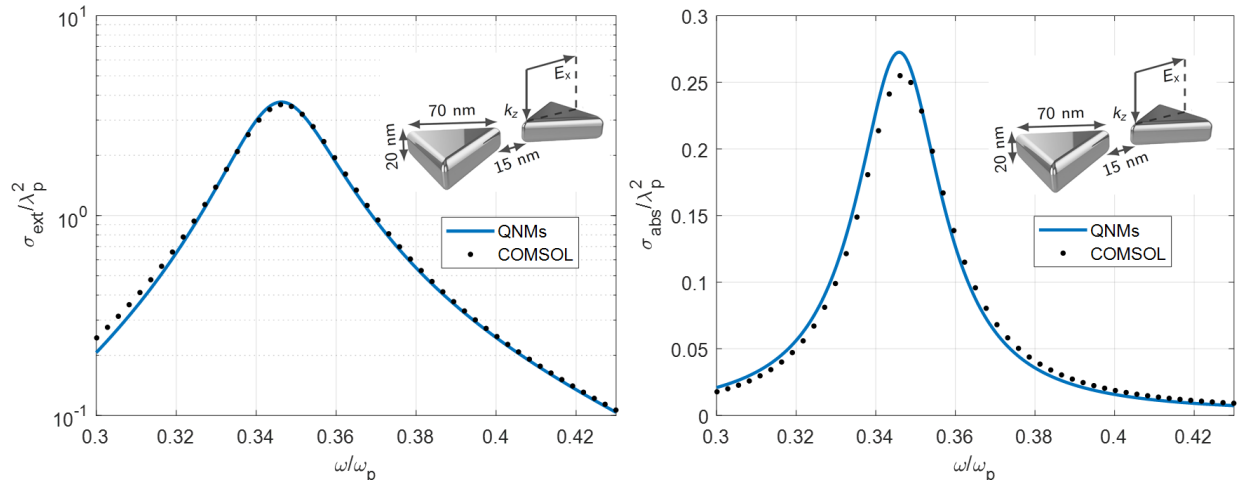 10^1
10^0
10^-1
σ_ext/λ_p^2
0.3 0.32 0.34 0.36 0.38 0.4 0.42
ω/ω_p
E_x
k_z
70 nm
20 nm
15 nm
QNMs
COMSOL
0.3
0.25
0.2
0.15
0.1
0.05
0
σ_abs/λ_p^2
0.3 0.32 0.34 0.36 0.38 0.4 0.42
ω/ω_p
E_x
k_z
70 nm
20 nm
15 nm
QNMs
COMSOL